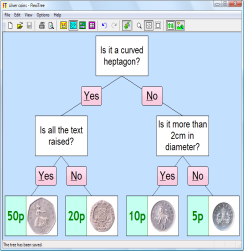 silver coins - FlexiTree
File Edit View Options Help
Is it a curved
heptagon?
Yes No
Is all the text
raised?
Is it more than
2cm in
diameter?
Yes No Yes No
50p 20p 10p 5p
The tree has been saved.